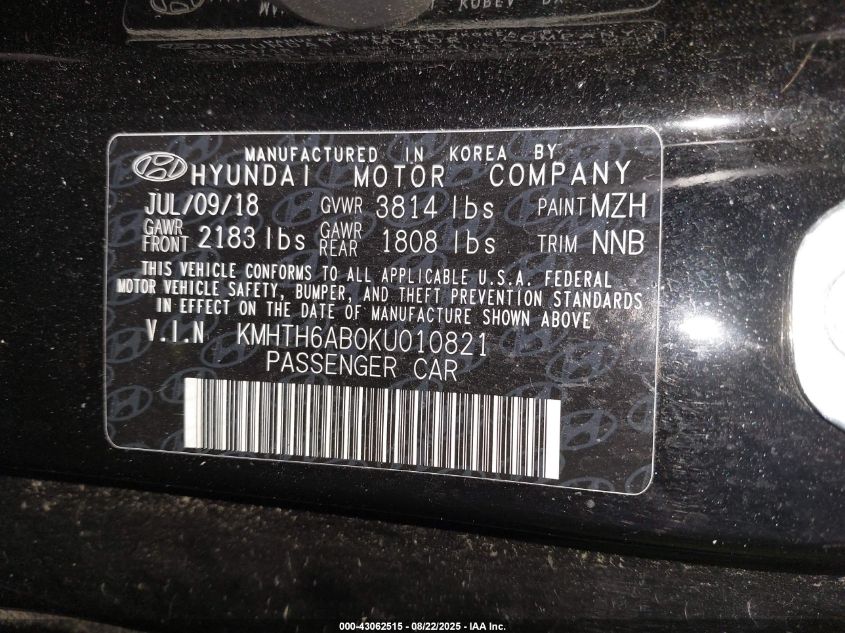 MANUFACTURED IN KOREA BY
HYUNDAI MOTOR COMPANY
JUL/09/18 GVWR 3814 lbs PAINT MZH
GAWR FRONT 2183 lbs GAWR REAR 1808 lbs TRIM NNB
THIS VEHICLE CONFORMS TO ALL APPLICABLE U.S.A. FEDERAL
MOTOR VEHICLE SAFETY, BUMPER, AND THEFT PREVENTION STANDARDS
IN EFFECT ON THE DATE OF MANUFACTURE SHOWN ABOVE.
V.I.N KMHTH6AB0KU010821
PASSENGER CAR
000-43062515 - 08/22/2025 - IAA Inc.